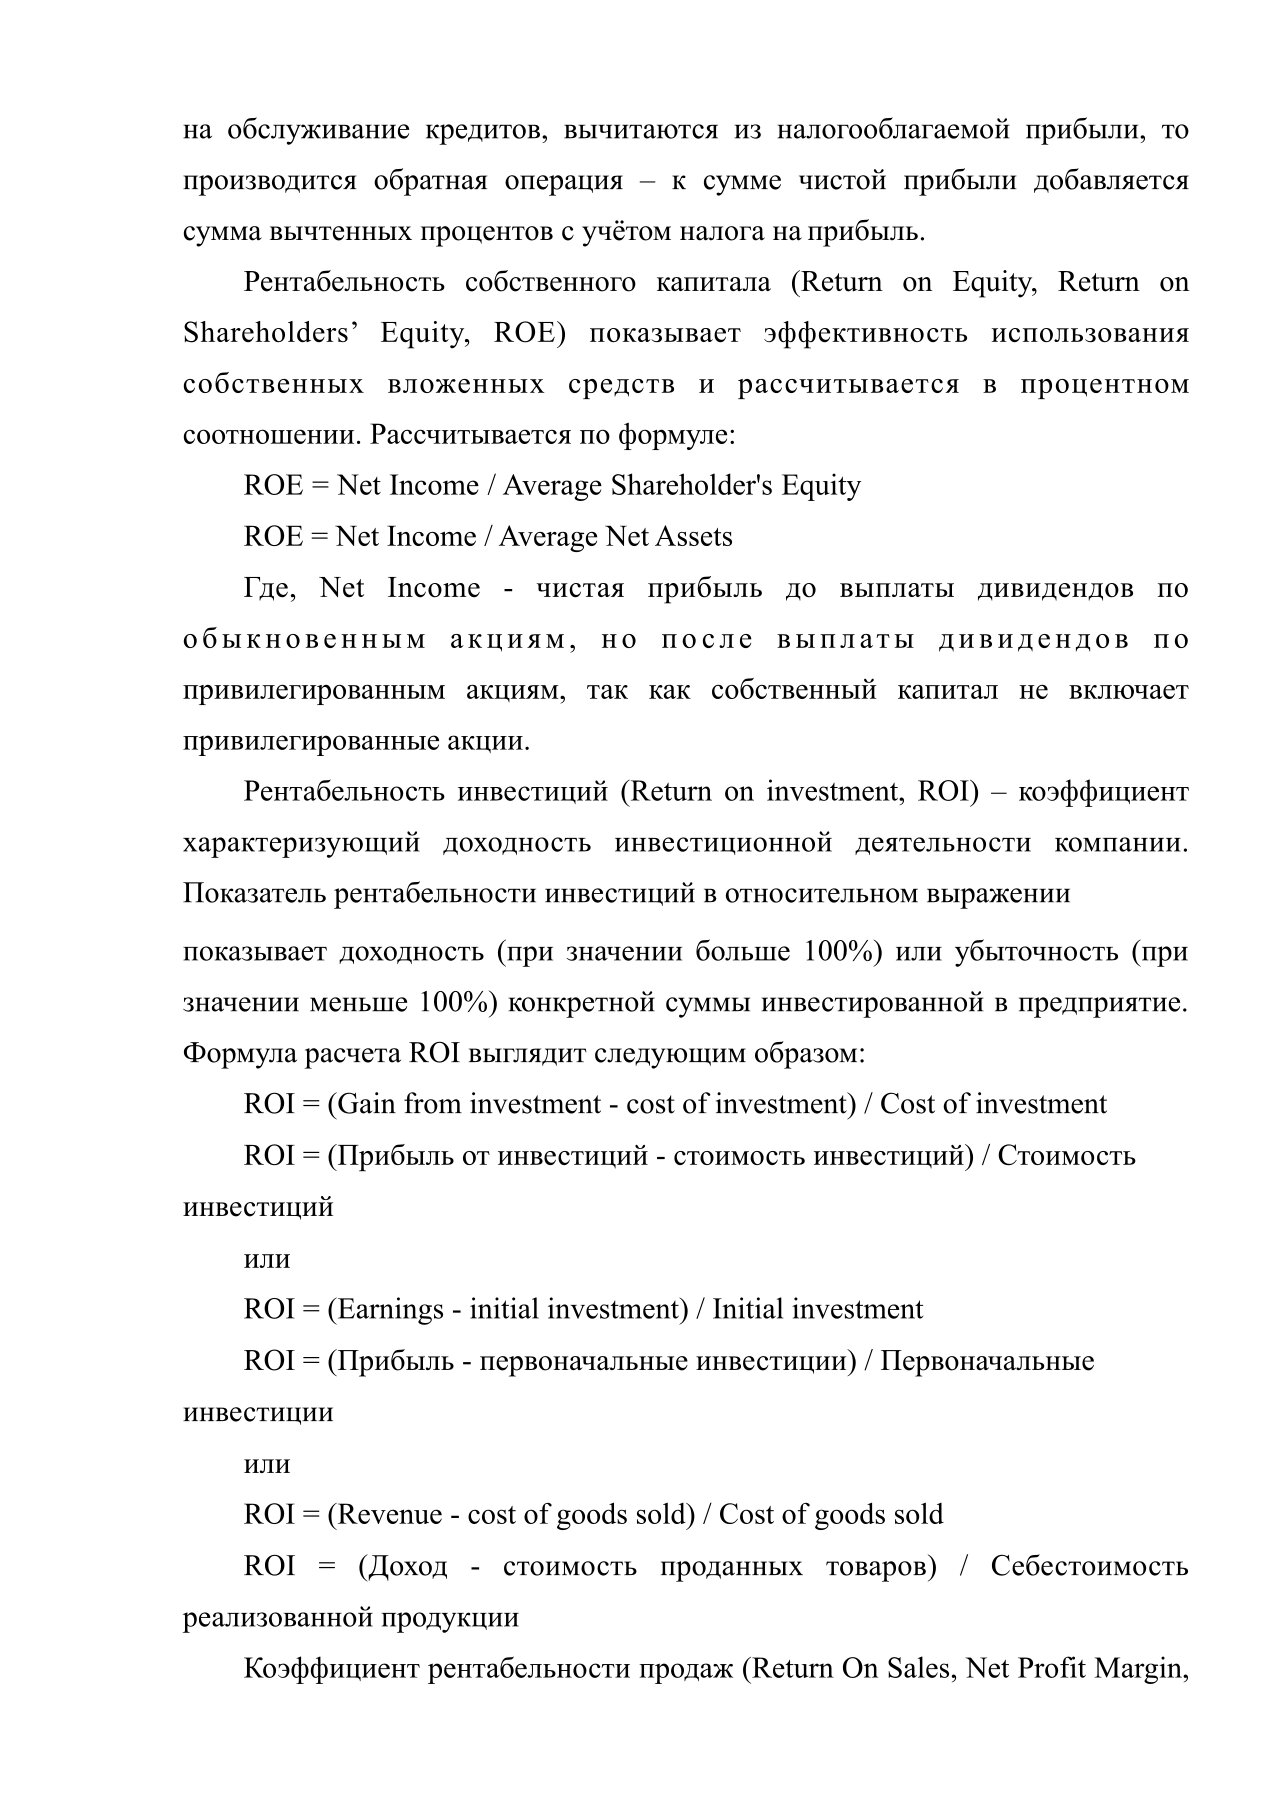 на обслуживание кредитов, вычитаются из налогооблагаемой прибыли, то
производится обратная операция – к сумме чистой прибыли добавляется
сумма вычтенных процентов с учётом налога на прибыль.
Рентабельность собственного капитала (Return on Equity, Return on
Shareholders’ Equity, ROE) показывает эффективность использования
собственных вложенных средств и рассчитывается в процентном
соотношении. Рассчитывается по формуле:
ROE = Net Income / Average Shareholder's Equity
ROE = Net Income / Average Net Assets
Где, Net Income - чистая прибыль до выплаты дивидендов по
обыкновенным акциям, но после выплаты дивидендов по
привилегированным акциям, так как собственный капитал не включает
привилегированные акции.
Рентабельность инвестиций (Return on investment, ROI) – коэффициент
характеризующий доходность инвестиционной деятельности компании.
Показатель рентабельности инвестиций в относительном выражении
показывает доходность (при значении больше 100%) или убыточность (при
значении меньше 100%) конкретной суммы инвестированной в предприятие.
Формула расчета ROI выглядит следующим образом:
ROI = (Gain from investment - cost of investment) / Cost of investment
ROI = (Прибыль от инвестиций - стоимость инвестиций) / Стоимость
инвестиций
или
ROI = (Earnings - initial investment) / Initial investment
ROI = (Прибыль - первоначальные инвестиции) / Первоначальные
инвестиции
или
ROI = (Revenue - cost of goods sold) / Cost of goods sold
ROI = (Доход - стоимость проданных товаров) / Себестоимость
реализованной продукции
Коэффициент рентабельности продаж (Return On Sales, Net Profit Margin,